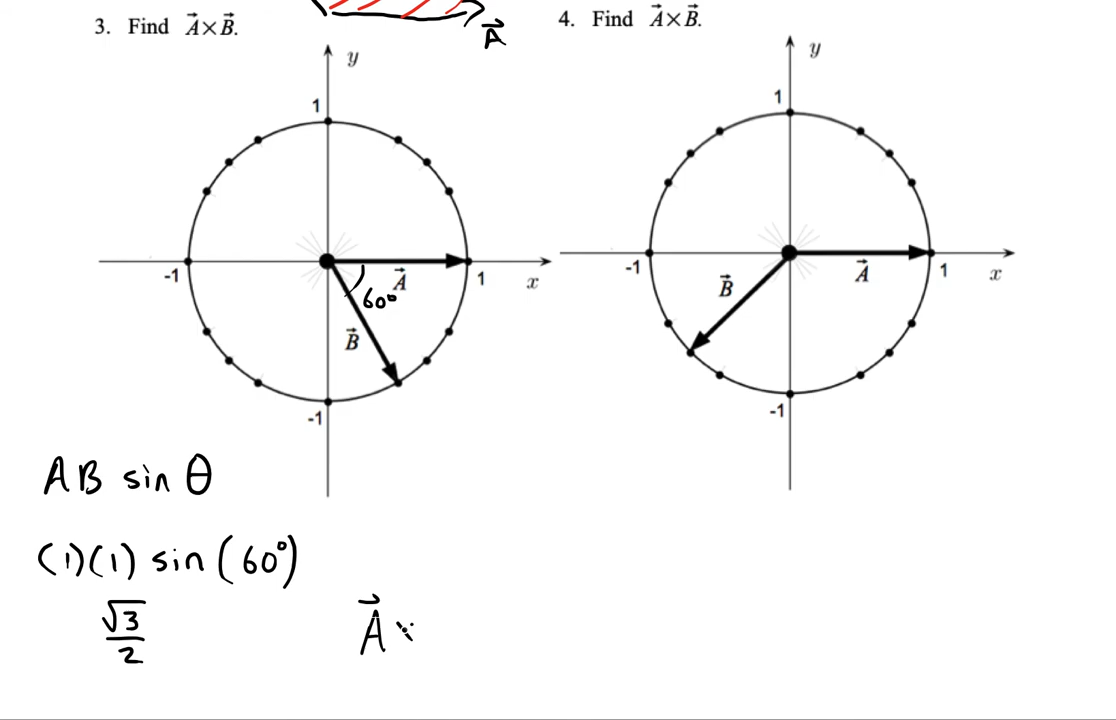 3. Find A⃗×B⃗.
4. Find A⃗×B⃗.
A⃗
y
1
-1
1
x
A⃗
60°
B⃗
-1
y
1
-1
1
x
A⃗
B⃗
-1
AB sin θ
(1)(1) sin(60°)
√3/2
A⃗ ×